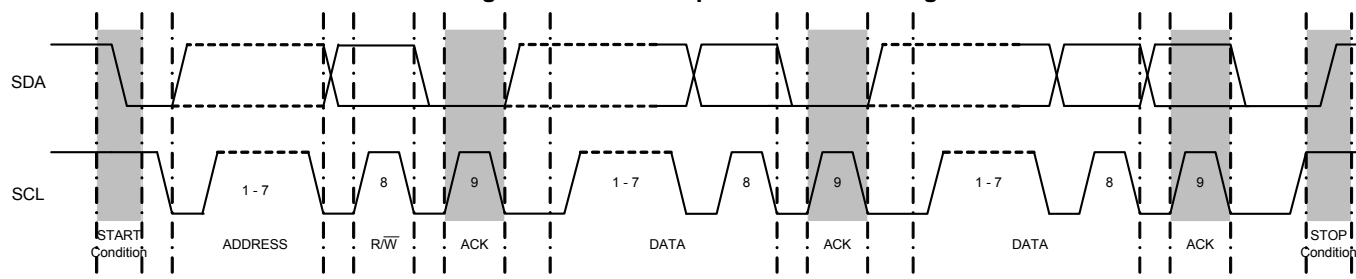 SDA
SCL
1 - 7
8
9
1 - 7
8
9
1 - 7
8
9
START
Condition
ADDRESS
R/W̅
ACK
DATA
ACK
DATA
ACK
STOP
Condition